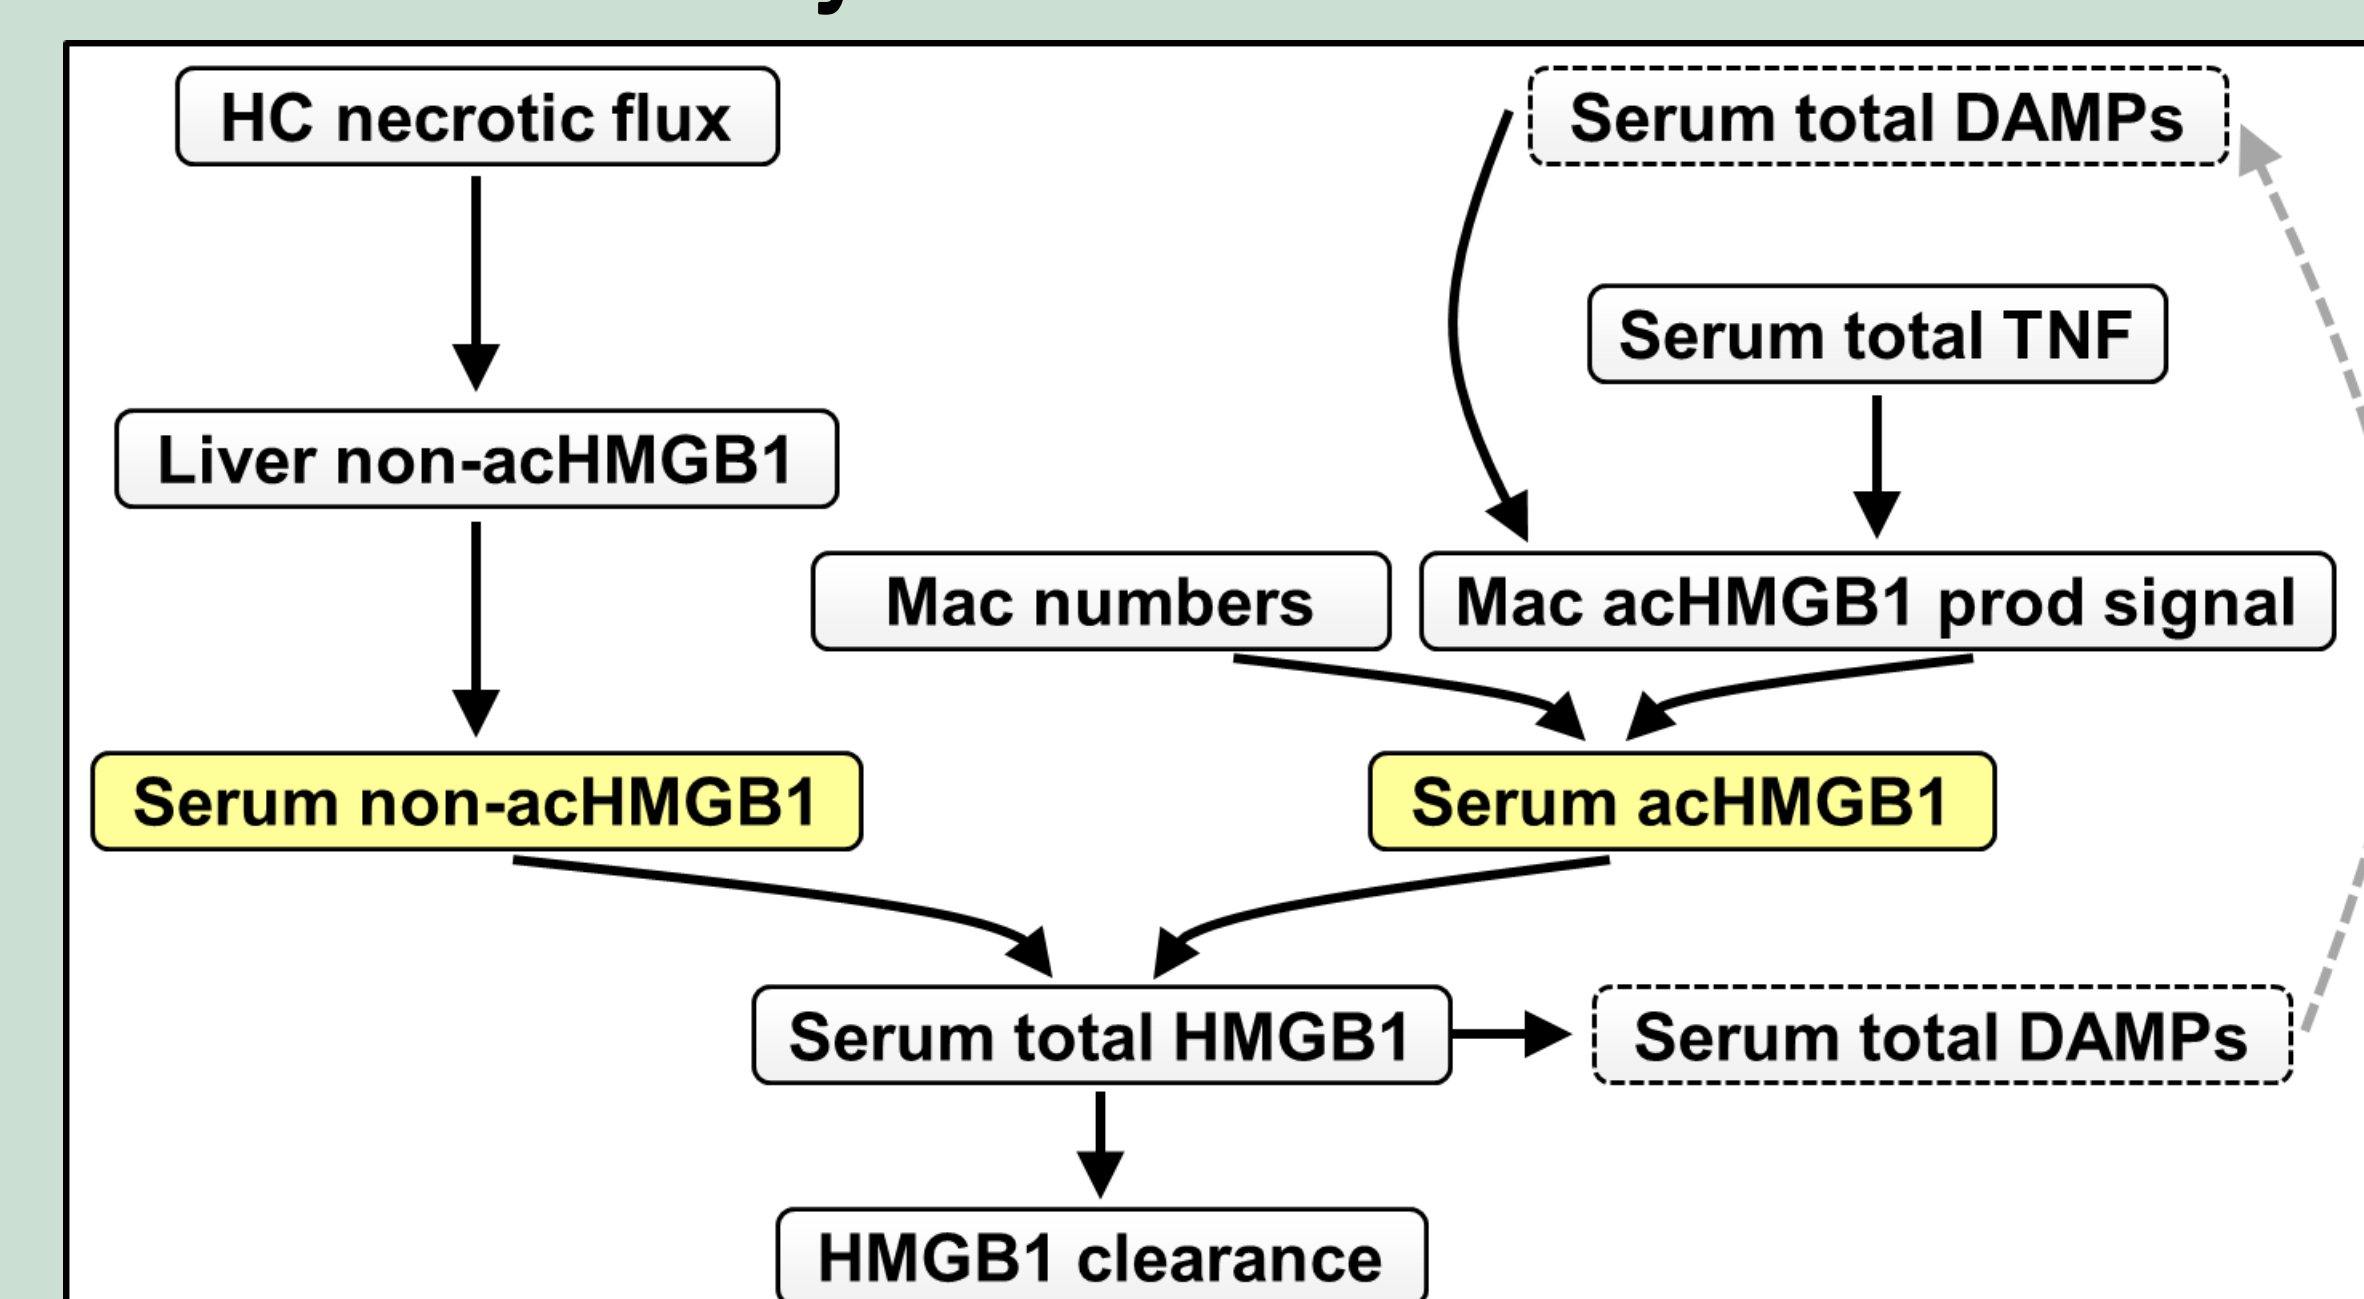 HC necrotic flux
Serum total DAMPs
Serum total TNF
Liver non-acHMGB1
Mac numbers
Mac acHMGB1 prod signal
Serum non-acHMGB1
Serum acHMGB1
Serum total HMGB1
Serum total DAMPs
HMGB1 clearance